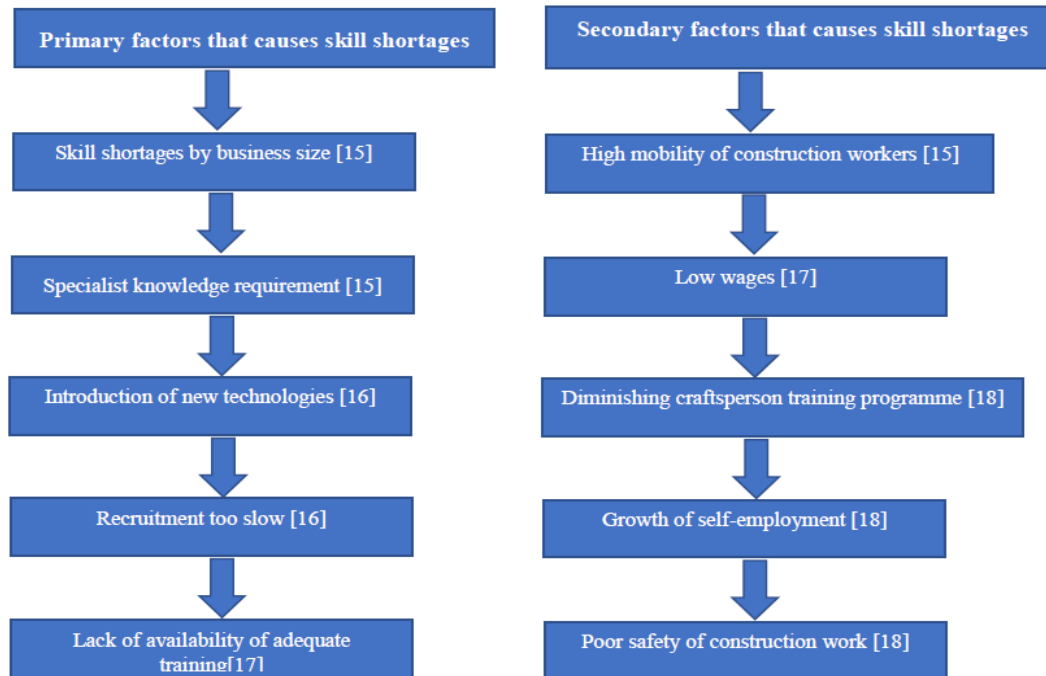 Primary factors that causes skill shortages
Skill shortages by business size [15]
Specialist knowledge requirement [15]
Introduction of new technologies [16]
Recruitment too slow [16]
Lack of availability of adequate
training[17]
Secondary factors that causes skill shortages
High mobility of construction workers [15]
Low wages [17]
Diminishing craftsperson training programme [18]
Growth of self-employment [18]
Poor safety of construction work [18]